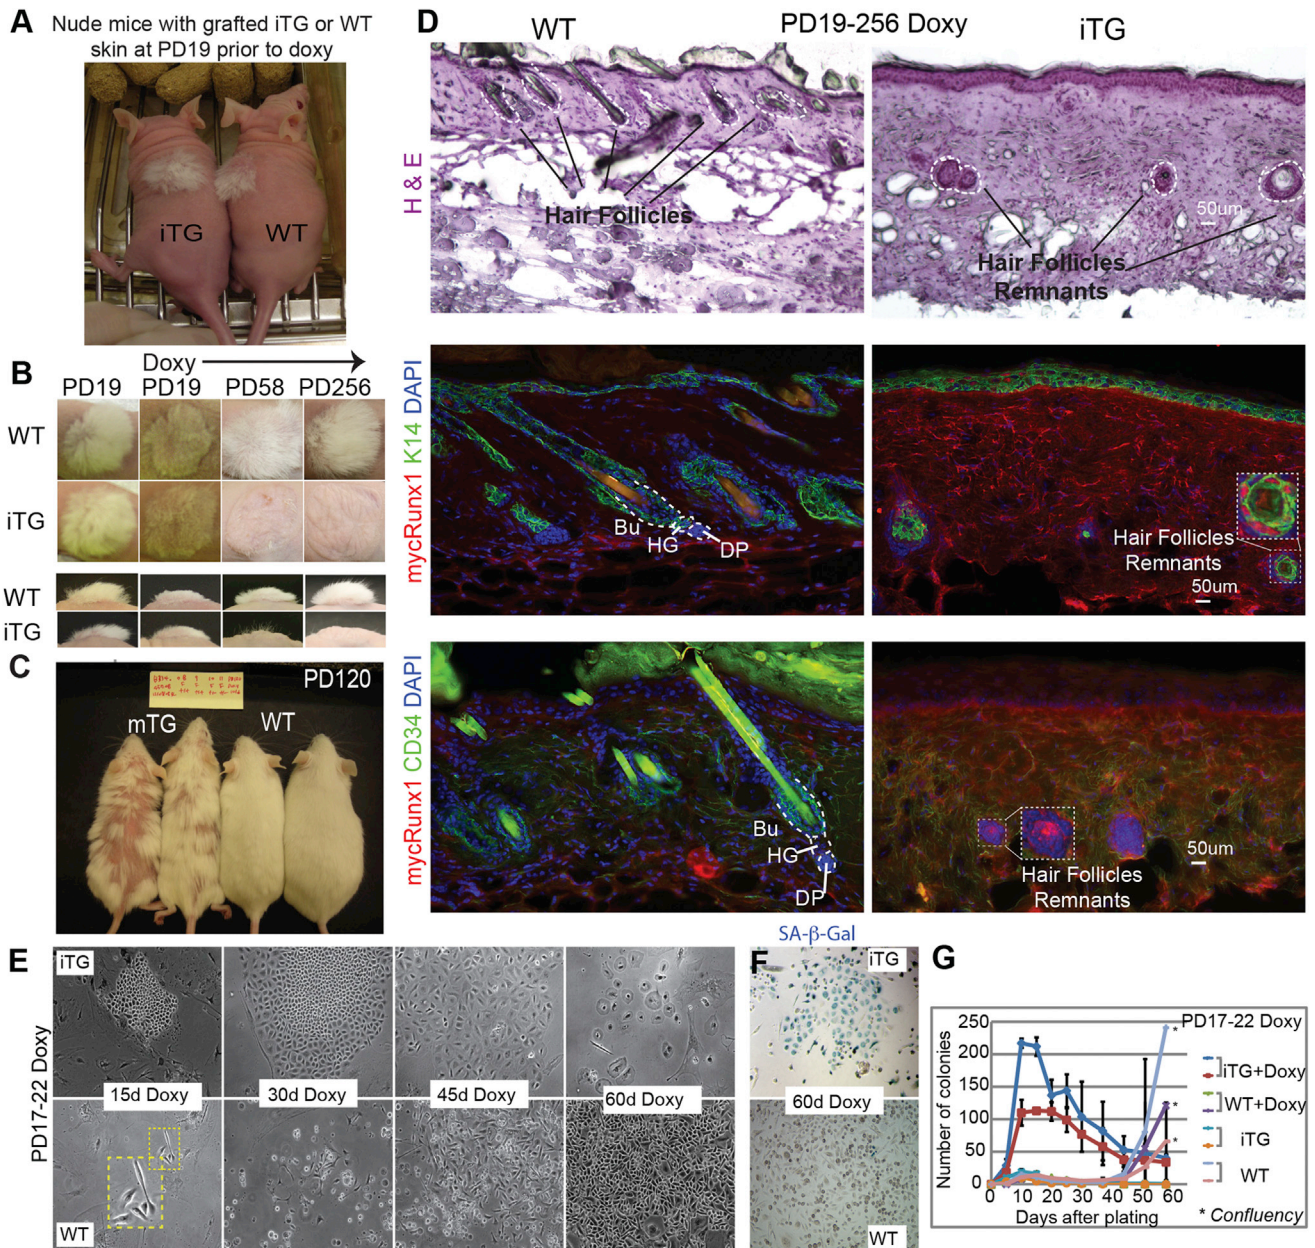 A
Nude mice with grafted iTG or WT
skin at PD19 prior to doxy
iTG
WT
B
Doxy
PD19 PD19 PD58 PD256
WT
iTG
WT
iTG
C
PD120
mTG
WT
D
WT
PD19-256 Doxy
iTG
H & E
Hair Follicles
50um
Hair Follicles
Remnants
mycRunx1 K14 DAPI
Bu
HG
DP
Hair Follicles
Remnants
50um
mycRunx1 CD34 DAPI
Bu
HG
DP
50um
Hair Follicles
Remnants
E
PD17-22 Doxy
iTG
15d Doxy
30d Doxy
45d Doxy
60d Doxy
WT
F
SA-β-Gal
iTG
60d Doxy
WT
G
PD17-22 Doxy
Number of colonies
250
200
150
100
50
0
0 10 20 30 40 50 60
Days after plating
iTG+Doxy
WT+Doxy
iTG
WT
* Confluency